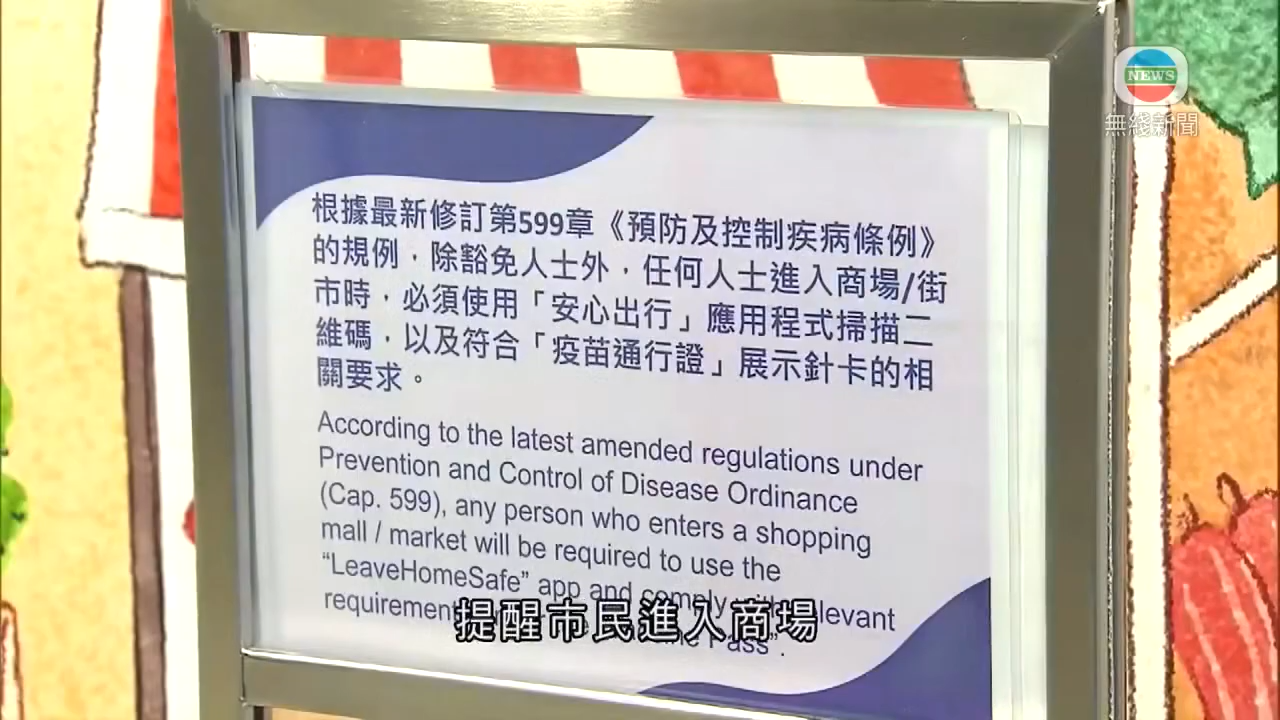 NEWS
無綫新聞
根據最新修訂第599章《預防及控制疾病條例》
的規例，除豁免人士外，任何人士進入商場/街
市時，必須使用「安心出行」應用程式掃描二
維碼，以及符合「疫苗通行證」展示針卡的相
關要求。
According to the latest amended regulations under
Prevention and Control of Disease Ordinance
(Cap. 599), any person who enters a shopping
mall / market will be required to use the
“LeaveHomeSafe” app and comply with relevant
requirement Pass”.
提醒市民進入商場